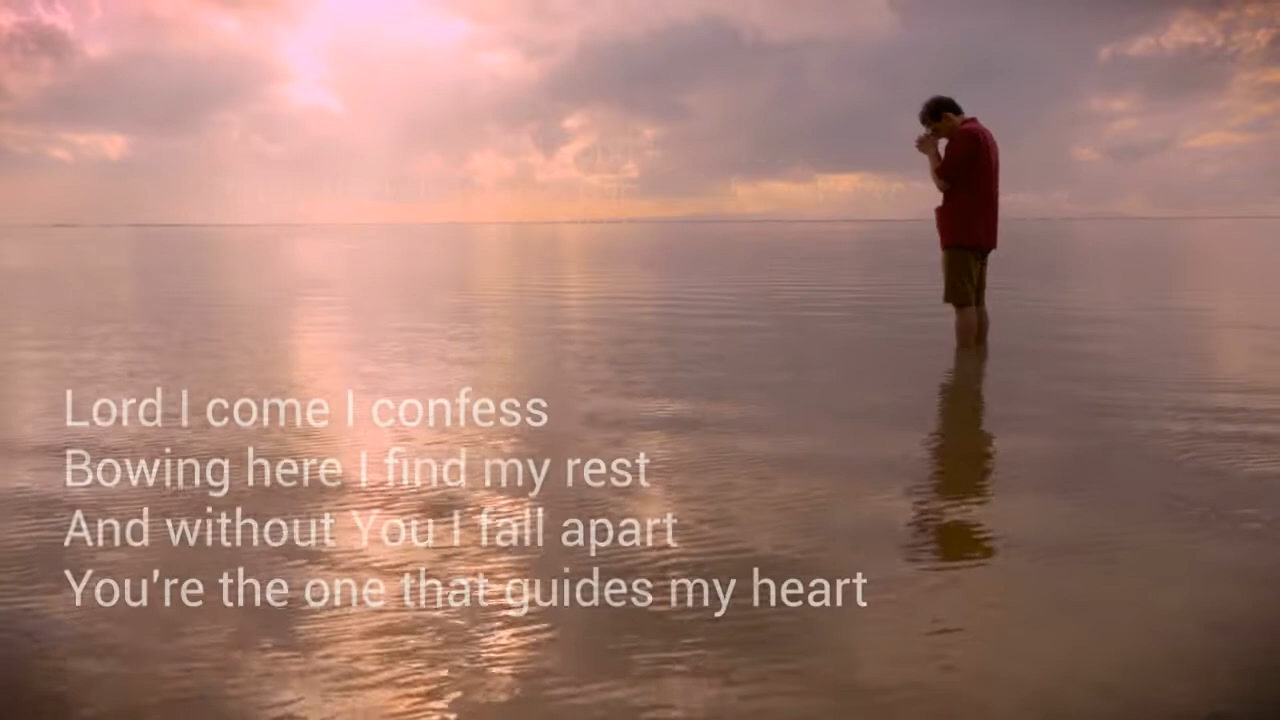 Lord I come I confess
Bowing here I find my rest
And without You I fall apart
You're the one that guides my heart